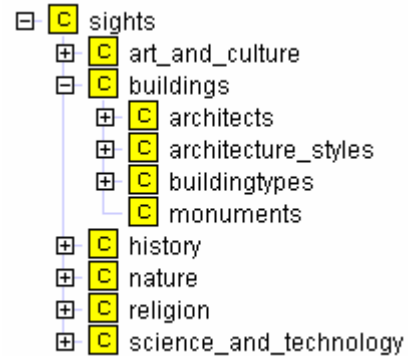 C sights
C art_and_culture
C buildings
C architects
C architecture_styles
C buildingtypes
C monuments
C history
C nature
C religion
C science_and_technology